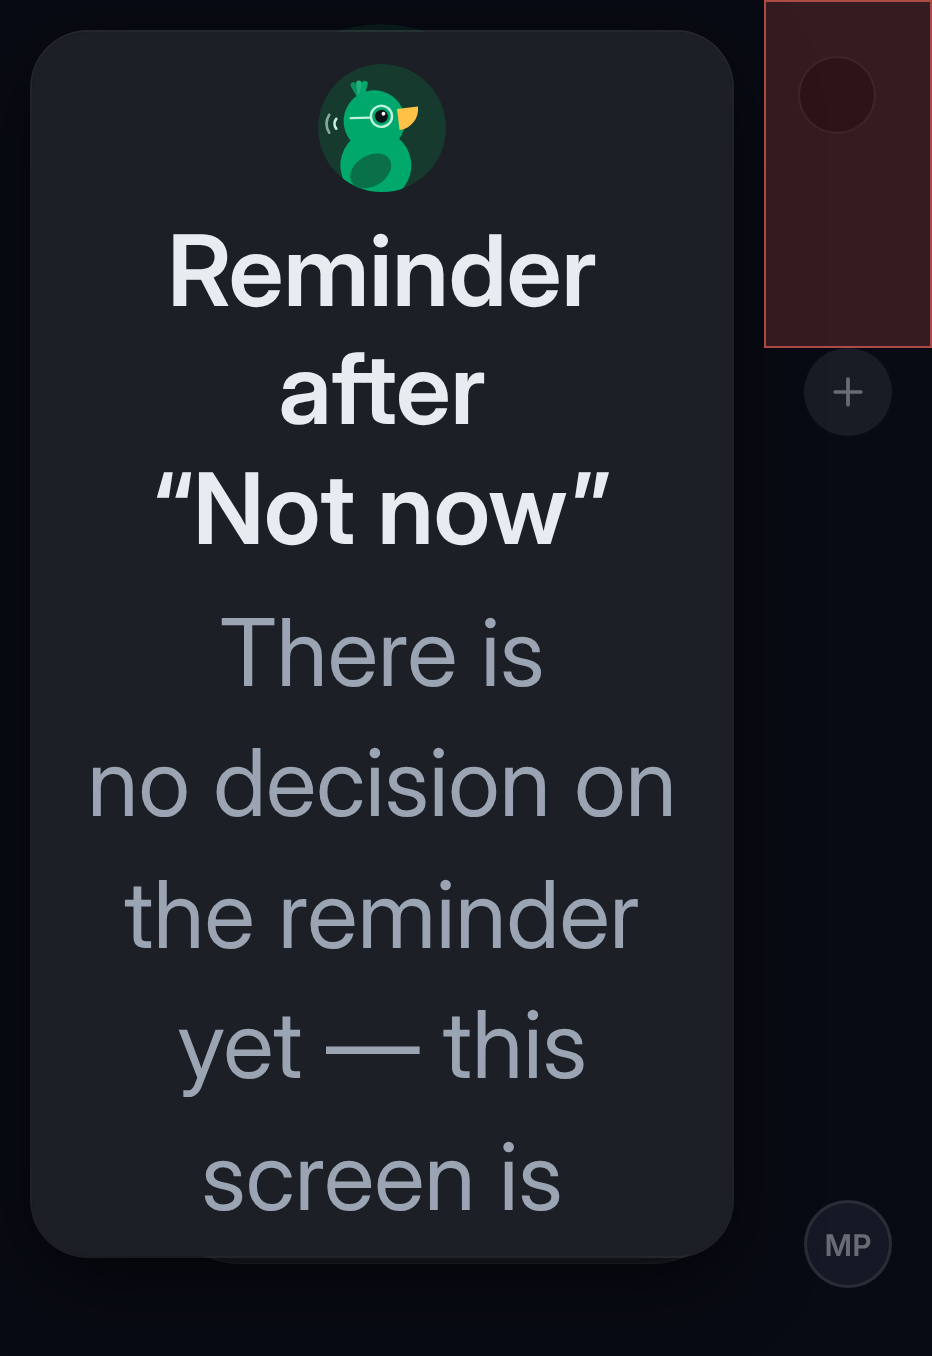 Reminder
after
“Not now”
There is
no decision on
the reminder
yet — this
screen is
MP